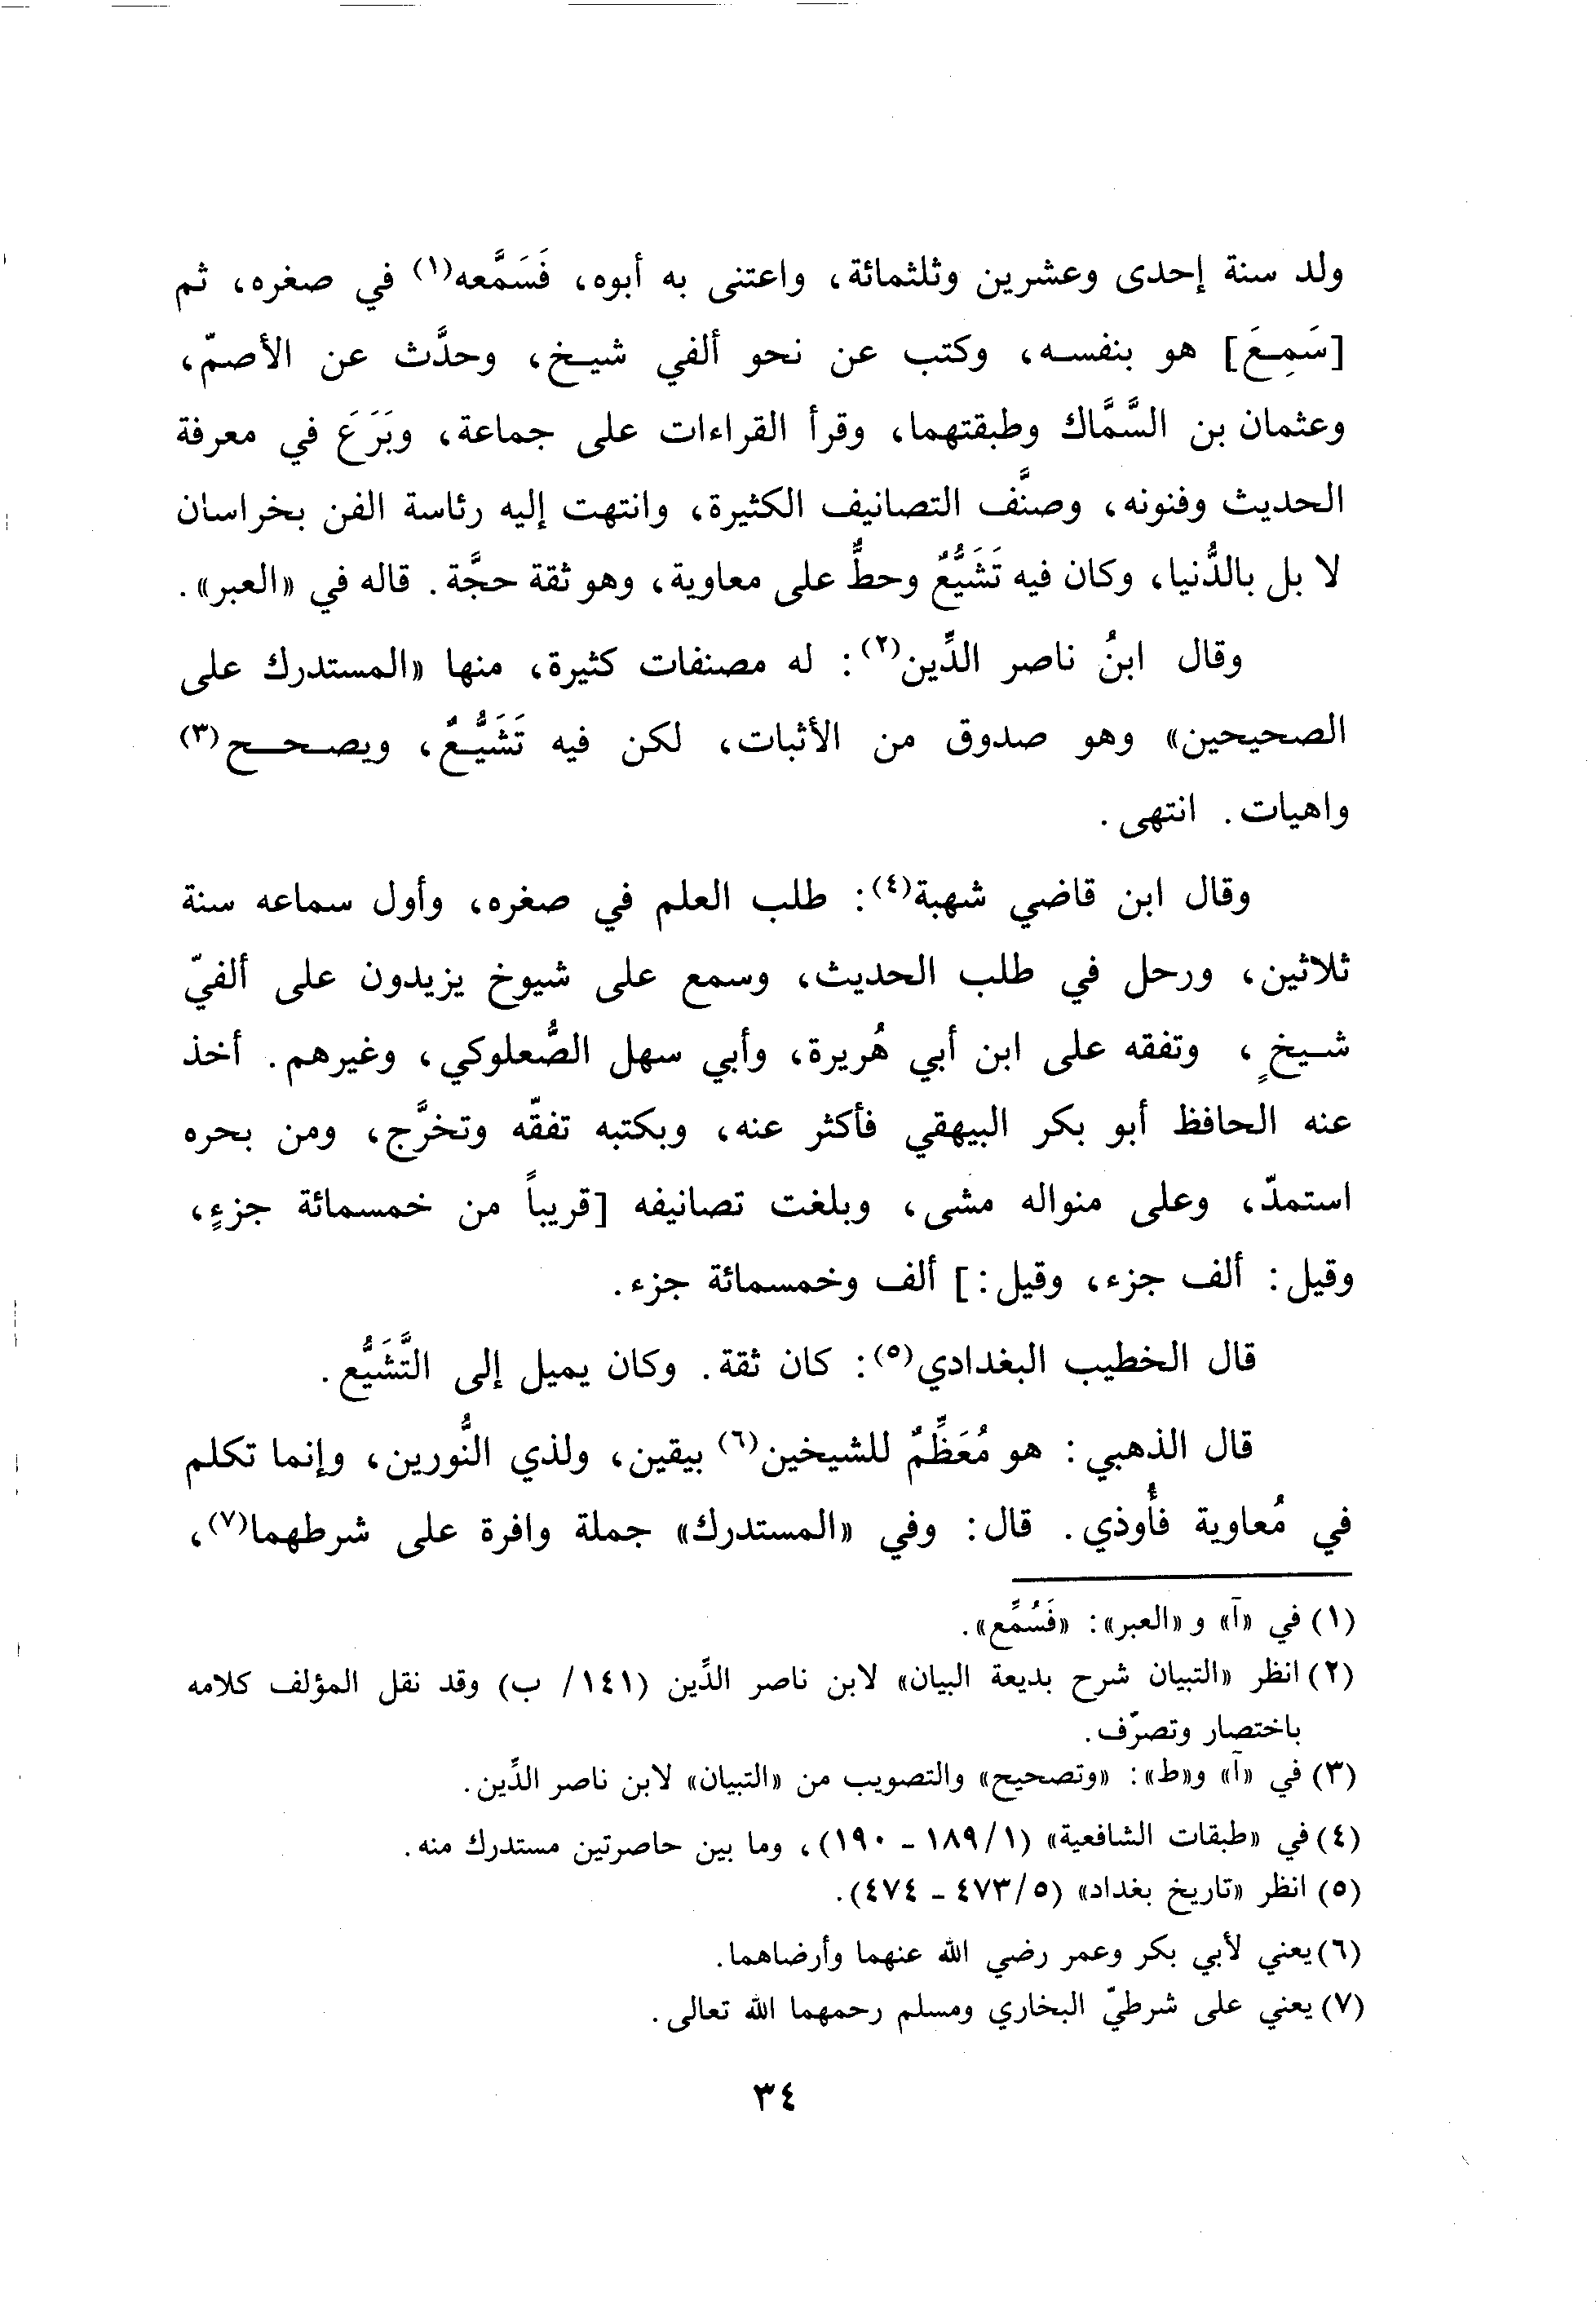 ولد سنة إحدى وعشرين وثلثمائة، واعتنى به أبوه، فَسَمَّعه(١) في صغره، ثم
[سَمِعَ] هو بنفسه، وكتب عن نحو ألفي شيخ، وحدَّث عن الأصمّ،
وعثمان بن السَّمَّاك وطبقتهما، وقرأ القراءات على جماعة، وبَرَعَ في معرفة
الحديث وفنونه، وصنَّف التصانيف الكثيرة، وانتهت إليه رئاسة الفن بخراسان
لا بل بالدُّنيا، وكان فيه تَشَيُّعٌ وحطٌّ على معاوية، وهو ثقة حجَّة. قاله في «العبر».
وقال ابنُ ناصر الدِّين(٢): له مصنفات كثيرة، منها «المستدرك على
الصحيحين» وهو صدوق من الأثبات، لكن فيه تَشَيُّعٌ، ويصحح(٣)
واهيات. انتهى.
وقال ابن قاضي شهبة(٤): طلب العلم في صغره، وأول سماعه سنة
ثلاثين، ورحل في طلب الحديث، وسمع على شيوخ يزيدون على ألفيّ
شيخٍ، وتفقه على ابن أبي هُريرة، وأبي سهل الصُّعلوكي، وغيرهم. أخذ
عنه الحافظ أبو بكر البيهقي فأكثر عنه، وبكتبه تفقّه وتخرَّج، ومن بحره
استمدّ، وعلى منواله مشى، وبلغت تصانيفه [قريباً من خمسمائة جزءٍ،
وقيل: ألف جزء، وقيل:] ألف وخمسمائة جزء.
قال الخطيب البغدادي(٥): كان ثقة. وكان يميل إلى التَّشَيُّع.
قال الذهبي: هو مُعَظِّمٌ للشيخين(٦) بيقين، ولذي النُّورين، وإنما تكلم
في مُعاوية فأُوذي. قال: وفي «المستدرك» جملة وافرة على شرطهما(٧)،
(١) في «آ» و «العبر»: «فَسُمِّع».
(٢) انظر «التبيان شرح بديعة البيان» لابن ناصر الدِّين (١٤١/ ب) وقد نقل المؤلف كلامه
باختصار وتصرّف.
(٣) في «آ» و«ط»: «وتصحيح» والتصويب من «التبيان» لابن ناصر الدِّين.
(٤) في «طبقات الشافعية» (١/ ١٨٩ - ١٩٠)، وما بين حاصرتين مستدرك منه.
(٥) انظر «تاريخ بغداد» (٥/ ٤٧٣ - ٤٧٤).
(٦) يعني لأبي بكر وعمر رضي الله عنهما وأرضاهما.
(٧) يعني على شرطيّ البخاري ومسلم رحمهما الله تعالى.
٣٤